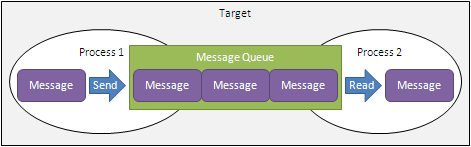 Target
Process 1
Message Queue
Process 2
Message
Send
Message
Message
Message
Read
Message